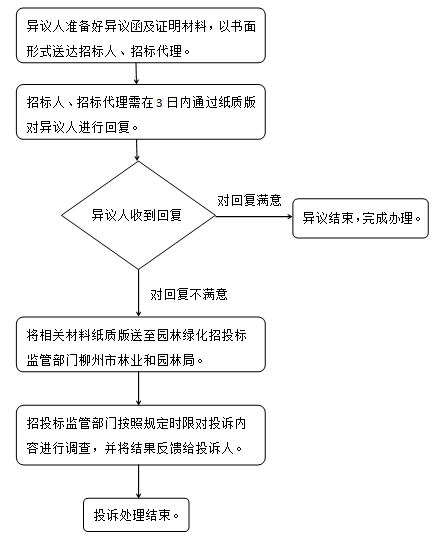 异议人准备好异议函及证明材料，以书面
形式送达招标人、招标代理。
招标人、招标代理需在3日内通过纸质版
对异议人进行回复。
异议人收到回复
对回复满意
异议结束，完成办理。
对回复不满意
将相关材料纸质版送至园林绿化招投标
监管部门柳州市林业和园林局。
招投标监管部门按照规定时限对投诉内
容进行调查，并将结果反馈给投诉人。
投诉处理结束。